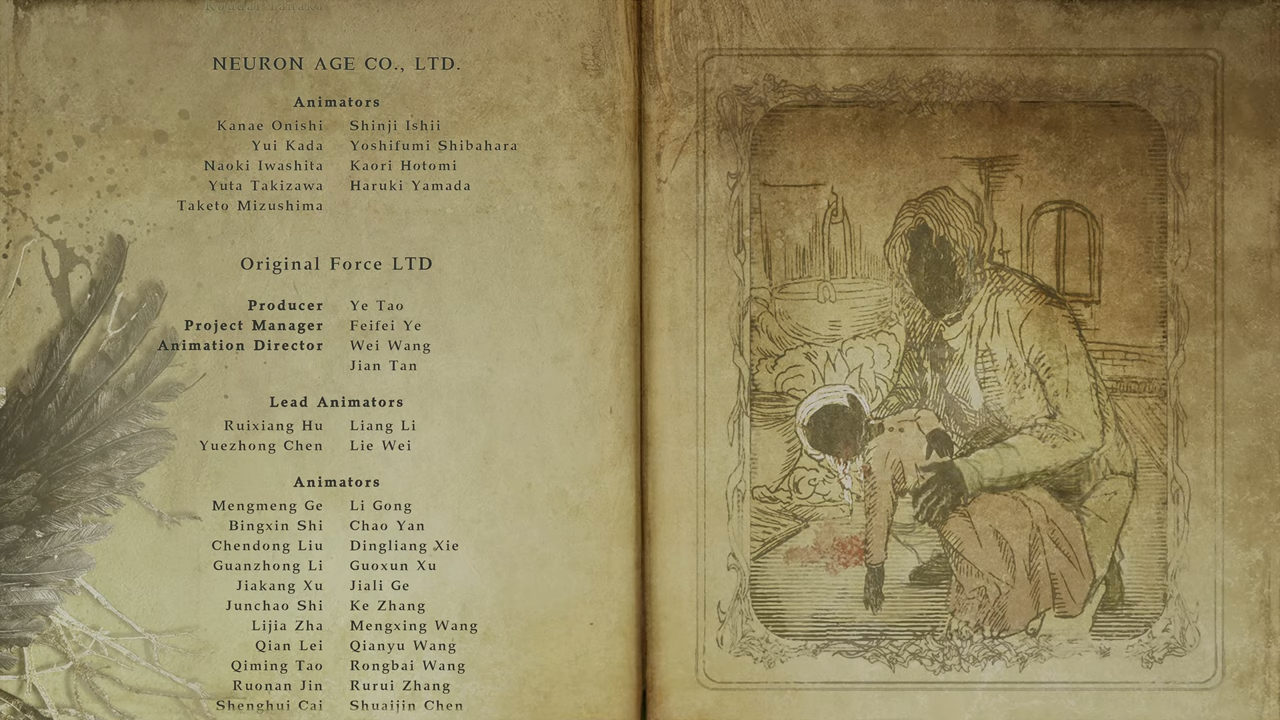 NEURON AGE CO., LTD.
Animators
Kanae Onishi Shinji Ishii
Yui Kada Yoshifumi Shibahara
Naoki Iwashita Kaori Hotomi
Yuta Takizawa Haruki Yamada
Taketo Mizushima
Original Force LTD
Producer Ye Tao
Project Manager Feifei Ye
Animation Director Wei Wang
Jian Tan
Lead Animators
Ruixiang Hu Liang Li
Yuezhong Chen Lie Wei
Animators
Mengmeng Ge Li Gong
Bingxin Shi Chao Yan
Chendong Liu Dingliang Xie
Guanzhong Li Guoxun Xu
Jiakang Xu Jiali Ge
Junchao Shi Ke Zhang
Lijia Zha Mengxing Wang
Qian Lei Qianyu Wang
Qiming Tao Rongbai Wang
Ruonan Jin Rurui Zhang
Shenghui Cai Shuaijin Chen